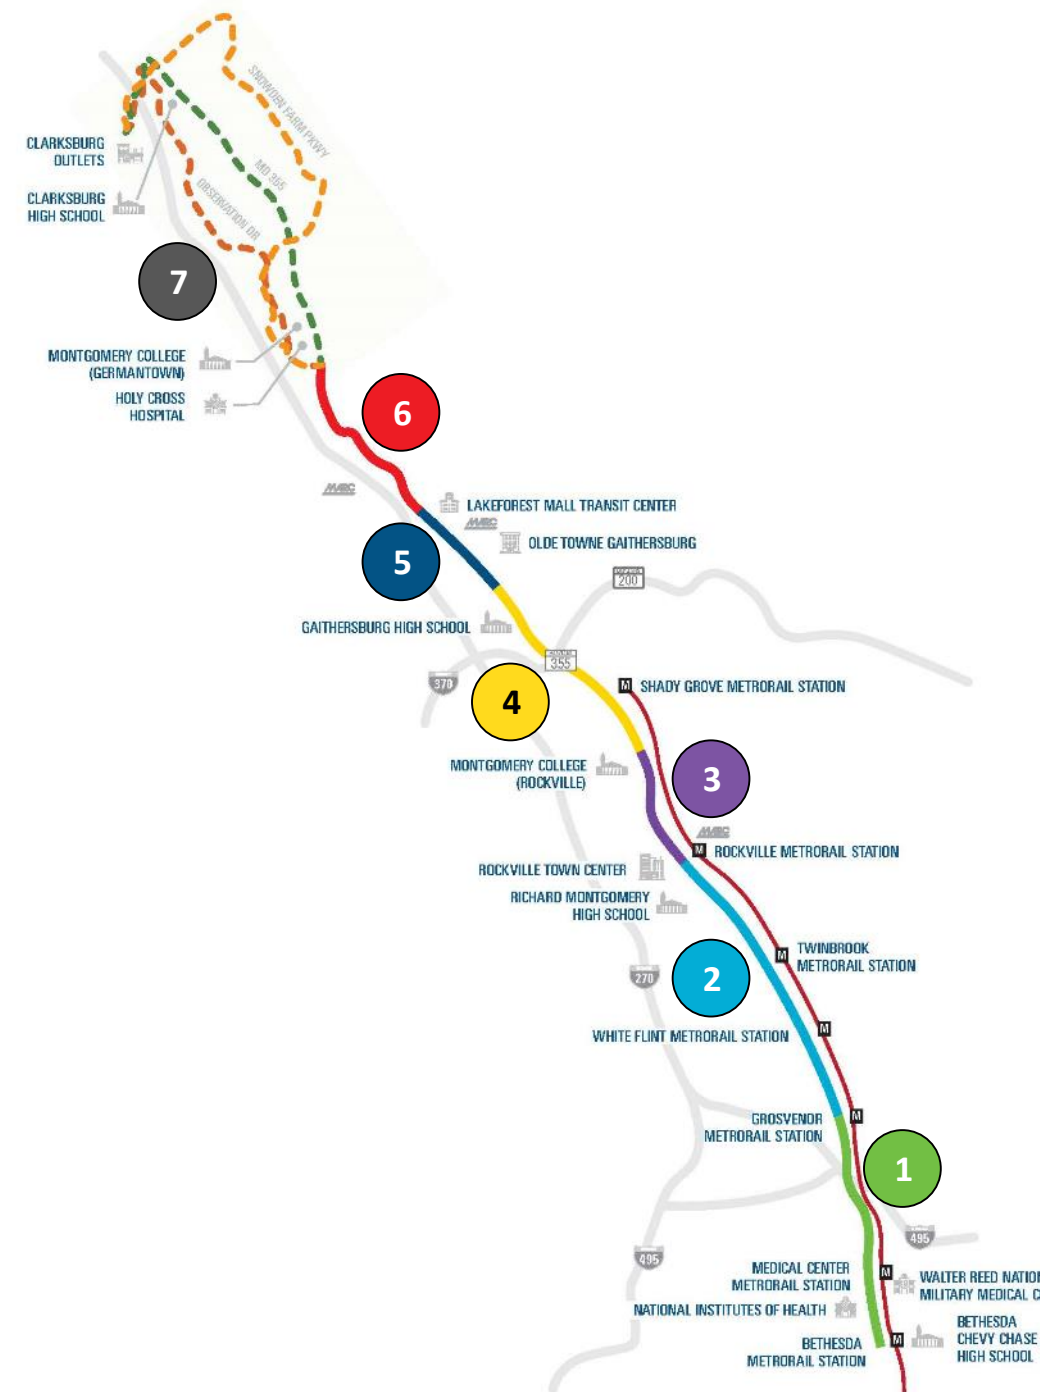 SNOWDEN FARM PKWY
MD 355
OBSERVATION DR
CLARKSBURG
OUTLETS
CLARKSBURG
HIGH SCHOOL
7
MONTGOMERY COLLEGE
(GERMANTOWN)
HOLY CROSS
HOSPITAL
6
MARC
LAKEFOREST MALL TRANSIT CENTER
MARC
OLDE TOWNE GAITHERSBURG
5
200
GAITHERSBURG HIGH SCHOOL
355
370
M
SHADY GROVE METRORAIL STATION
4
MONTGOMERY COLLEGE
(ROCKVILLE)
3
MARC
M
ROCKVILLE METRORAIL STATION
ROCKVILLE TOWN CENTER
RICHARD MONTGOMERY
HIGH SCHOOL
M
TWINBROOK
METRORAIL STATION
270
2
M
WHITE FLINT METRORAIL STATION
M
GROSVENOR
METRORAIL STATION
1
495
495
MEDICAL CENTER
METRORAIL STATION
M
WALTER REED NATION
MILITARY MEDICAL C
NATIONAL INSTITUTES OF HEALTH
BETHESDA
METRORAIL STATION
M
BETHESDA
CHEVY CHASE
HIGH SCHOOL